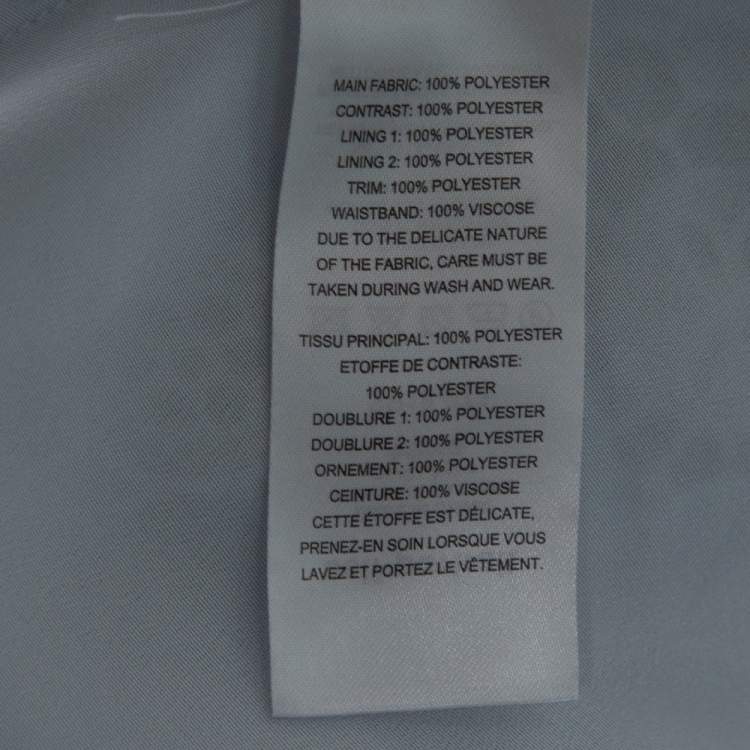 MAIN FABRIC: 100% POLYESTER
CONTRAST: 100% POLYESTER
LINING 1: 100% POLYESTER
LINING 2: 100% POLYESTER
TRIM: 100% POLYESTER
WAISTBAND: 100% VISCOSE
DUE TO THE DELICATE NATURE
OF THE FABRIC, CARE MUST BE
TAKEN DURING WASH AND WEAR.
TISSU PRINCIPAL: 100% POLYESTER
ETOFFE DE CONTRASTE:
100% POLYESTER
DOUBLURE 1: 100% POLYESTER
DOUBLURE 2: 100% POLYESTER
ORNEMENT: 100% POLYESTER
CEINTURE: 100% VISCOSE
CETTE ÉTOFFE EST DÉLICATE,
PRENEZ-EN SOIN LORSQUE VOUS
LAVEZ ET PORTEZ LE VÊTEMENT.